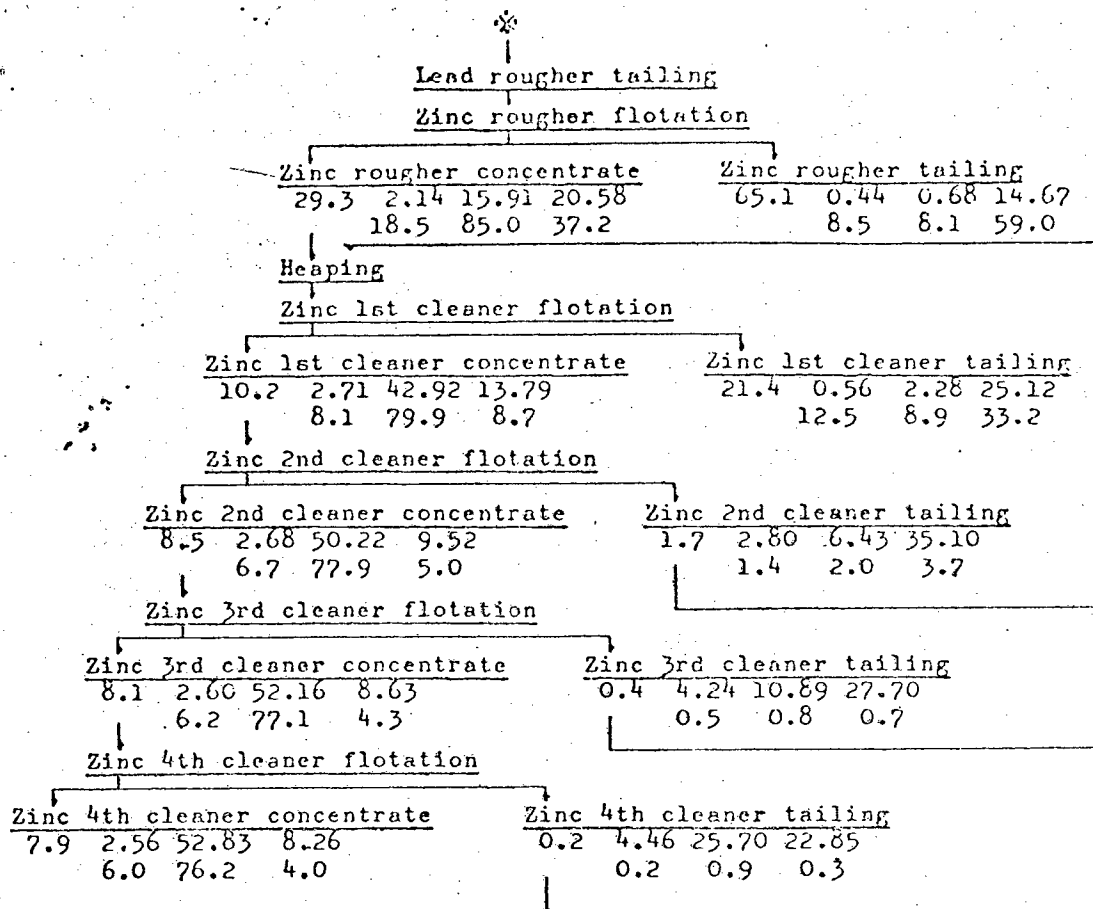 ※
Lead rougher tailing
Zinc rougher flotation
Zinc rougher concentrate Zinc rougher tailing
29.3 2.14 15.91 20.58 65.1 0.44 0.68 14.67
18.5 85.0 37.2 8.5 8.1 59.0
Heaping
Zinc 1st cleaner flotation
Zinc 1st cleaner concentrate Zinc 1st cleaner tailing
10.2 2.71 42.92 13.79 21.4 0.56 2.28 25.12
8.1 79.9 8.7 12.5 8.9 33.2
Zinc 2nd cleaner flotation
Zinc 2nd cleaner concentrate Zinc 2nd cleaner tailing
8.5 2.68 50.22 9.52 1.7 2.80 6.43 35.10
6.7 77.9 5.0 1.4 2.0 3.7
Zinc 3rd cleaner flotation
Zinc 3rd cleaner concentrate Zinc 3rd cleaner tailing
8.1 2.60 52.16 8.63 0.4 4.24 10.89 27.70
6.2 77.1 4.3 0.5 0.8 0.7
Zinc 4th cleaner flotation
Zinc 4th cleaner concentrate Zinc 4th cleaner tailing
7.9 2.56 52.83 8.26 0.2 4.46 25.70 22.85
6.0 76.2 4.0 0.2 0.9 0.3